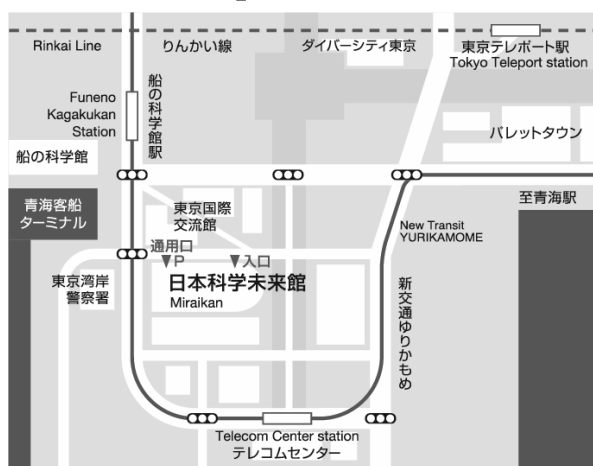 Rinkai Line
りんかい線
ダイバーシティ東京
東京テレポート駅
Tokyo Teleport station
Funeno
Kagakukan
Station
船の科学館駅
パレットタウン
船の科学館
青海客船
ターミナル
東京国際
交流館
至青海駅
New Transit
YURIKAMOME
通用口
P
入口
日本科学未来館
Miraikan
東京湾岸
警察署
新交通ゆりかもめ
Telecom Center station
テレコムセンター